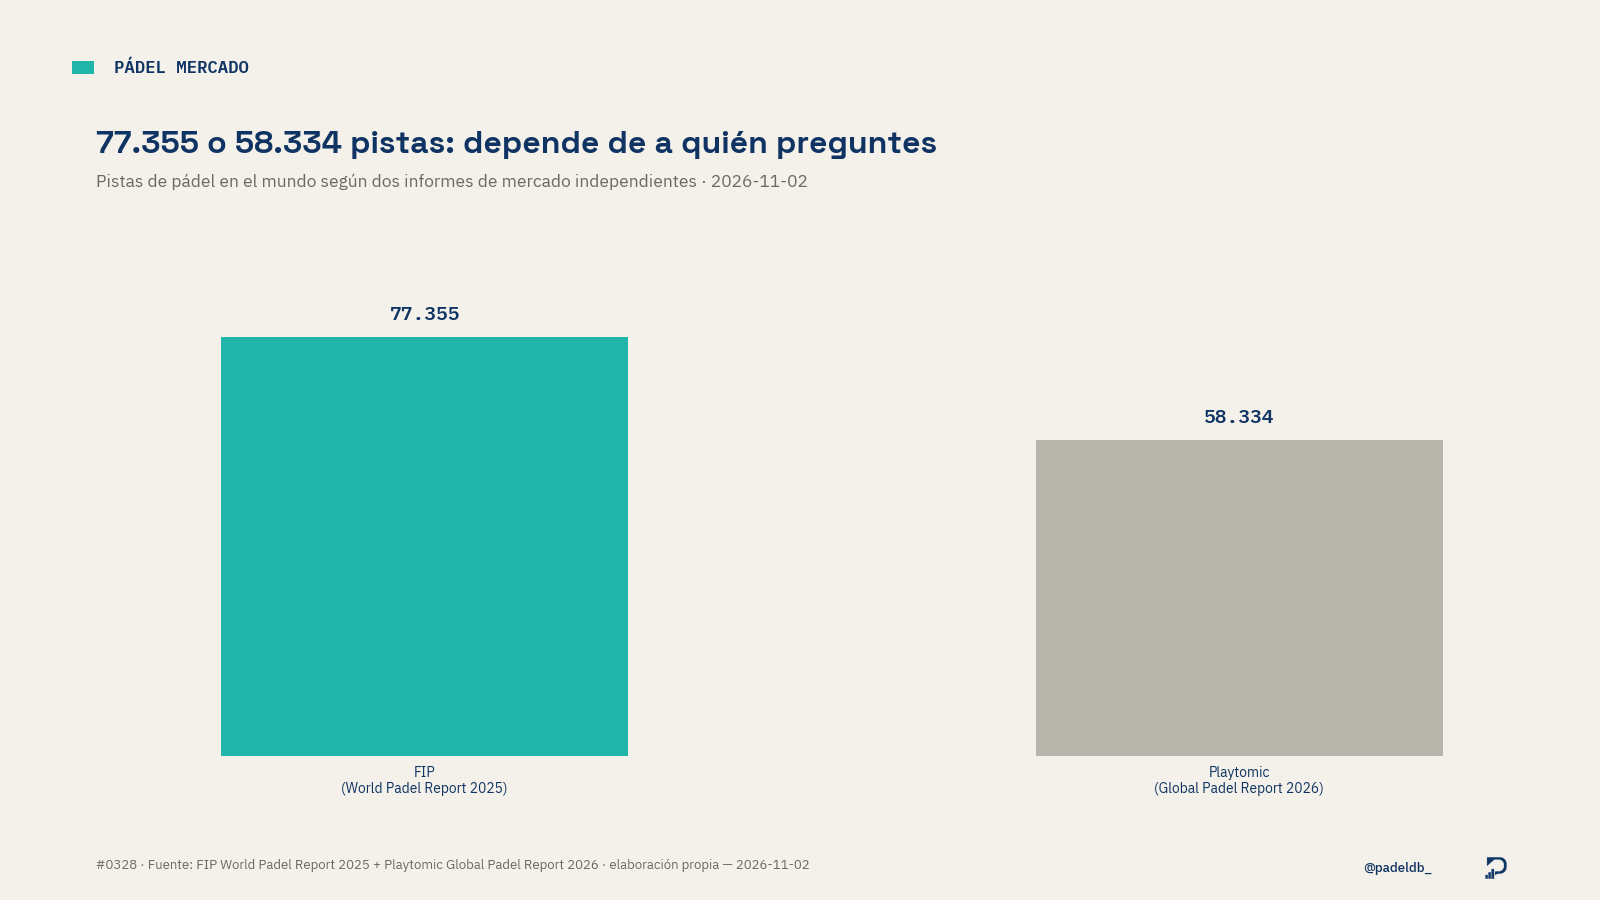 PÁDEL MERCADO
77.355 o 58.334 pistas: depende de a quién preguntes
Pistas de pádel en el mundo según dos informes de mercado independientes · 2026-11-02
77.355
58.334
FIP
(World Padel Report 2025)
Playtomic
(Global Padel Report 2026)
#0328 · Fuente: FIP World Padel Report 2025 + Playtomic Global Padel Report 2026 · elaboración propia — 2026-11-02
@padeldb_